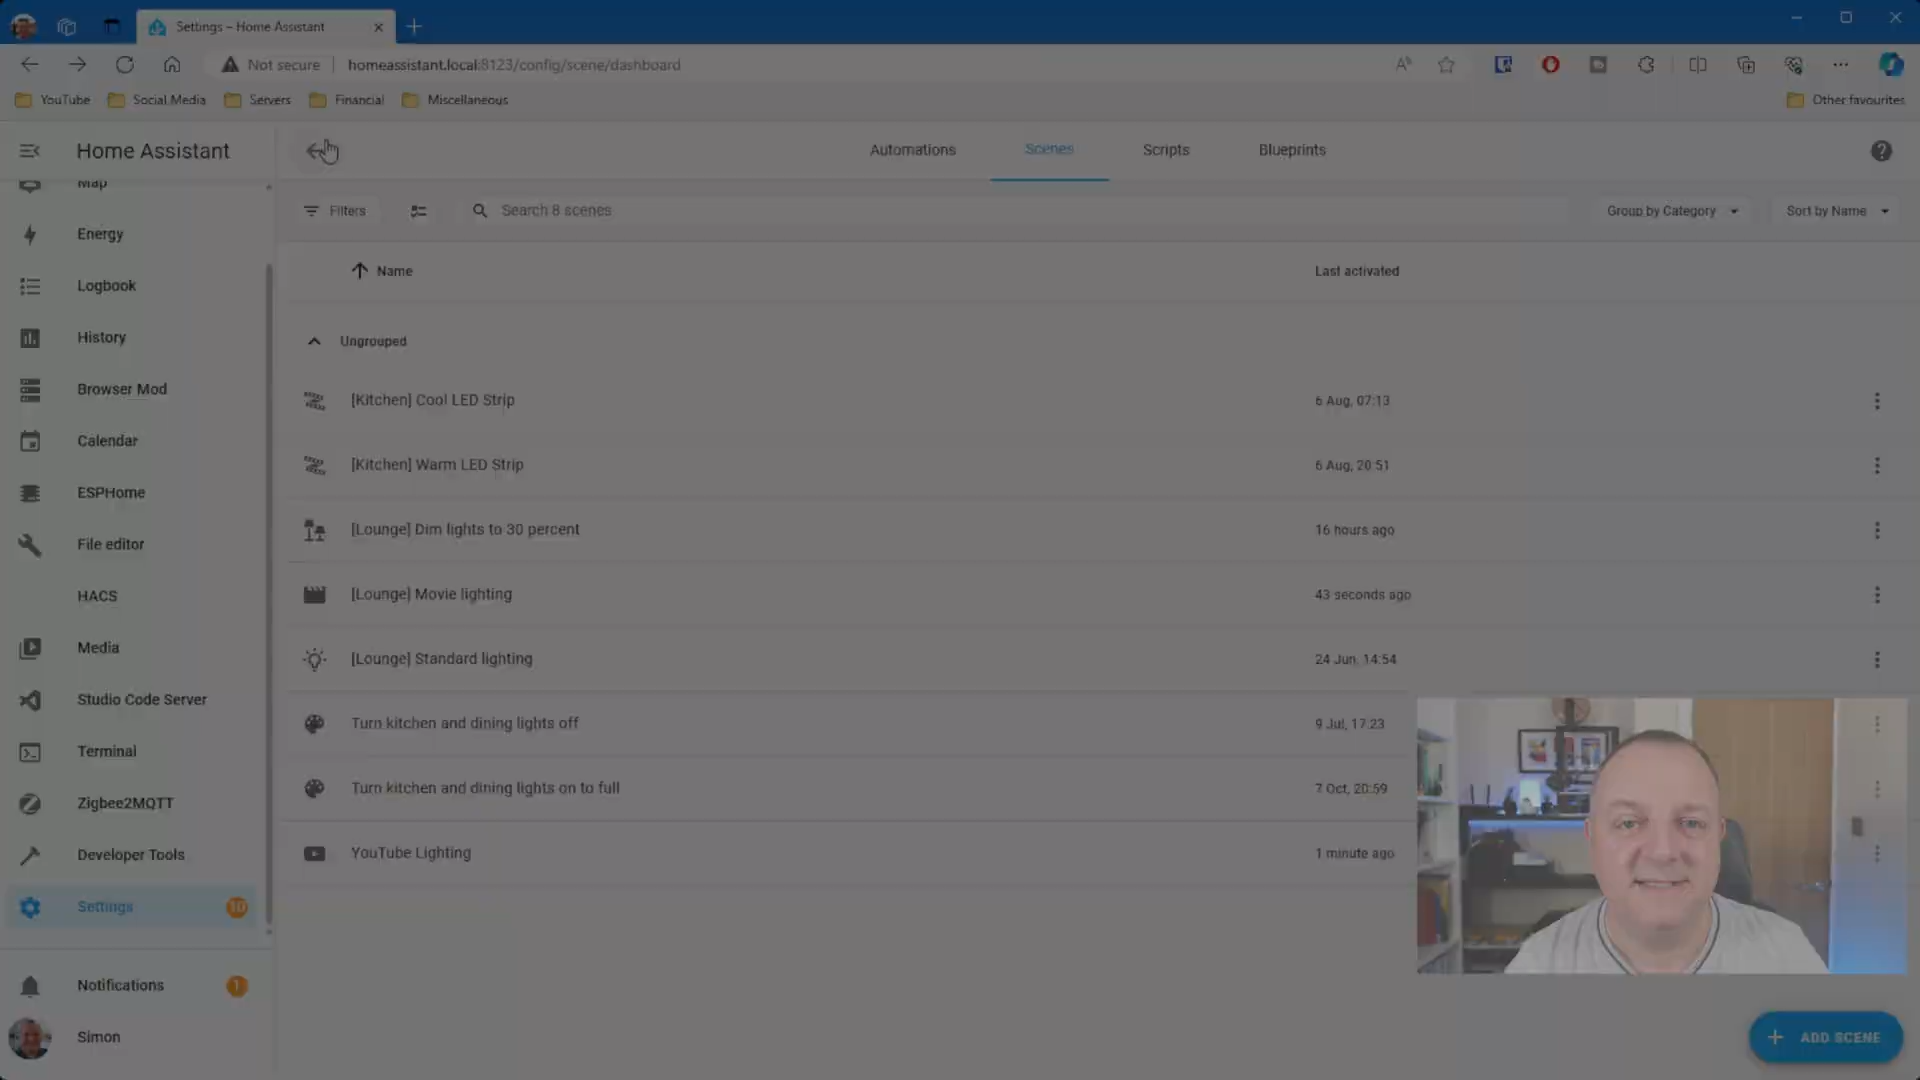 Settings – Home Assistant
Not secure
homeassistant.local:8123/config/scene/dashboard
YouTube
Social Media
Servers
Financial
Miscellaneous
Other favourites
Home Assistant
Automations
Scenes
Scripts
Blueprints
Map
Filters
Search 8 scenes
Group by Category
Sort by Name
Energy
Name
Last activated
Logbook
History
Ungrouped
Browser Mod
[Kitchen] Cool LED Strip
6 Aug, 07:13
Calendar
[Kitchen] Warm LED Strip
6 Aug, 20:51
ESPHome
[Lounge] Dim lights to 30 percent
16 hours ago
File editor
HACS
[Lounge] Movie lighting
43 seconds ago
Media
[Lounge] Standard lighting
24 Jun, 14:54
Studio Code Server
Turn kitchen and dining lights off
9 Jul, 17:23
Terminal
Turn kitchen and dining lights on to full
7 Oct, 20:59
Zigbee2MQTT
YouTube Lighting
1 minute ago
Developer Tools
Settings
10
Notifications
1
Simon
ADD SCENE